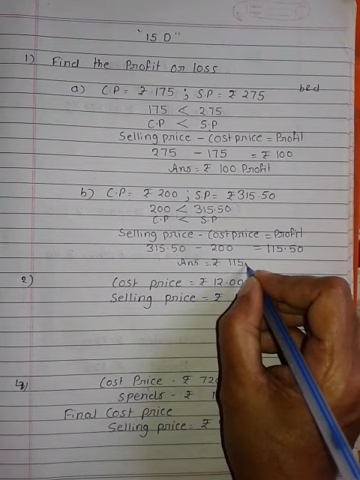 "15 D"
1) Find the Profit or loss
a) C.P = ₹ 175 ; S.P = ₹ 275
bed
175 < 275
C.P < S.P
Selling price - Cost price = Profit
275 - 175 = ₹ 100
Ans = ₹ 100 Profit
b) C.P = ₹ 200 ; SP = ₹ 315.50
200 < 315.50
C.P < S.P
Selling price - Cost price = Profit
315.50 - 200 = 115.50
Ans = ₹ 115.
2) Cost price = ₹ 12.00
Selling price = ₹
Cost Price - ₹ 720
spends - ₹
Final Cost price
Selling price = ₹